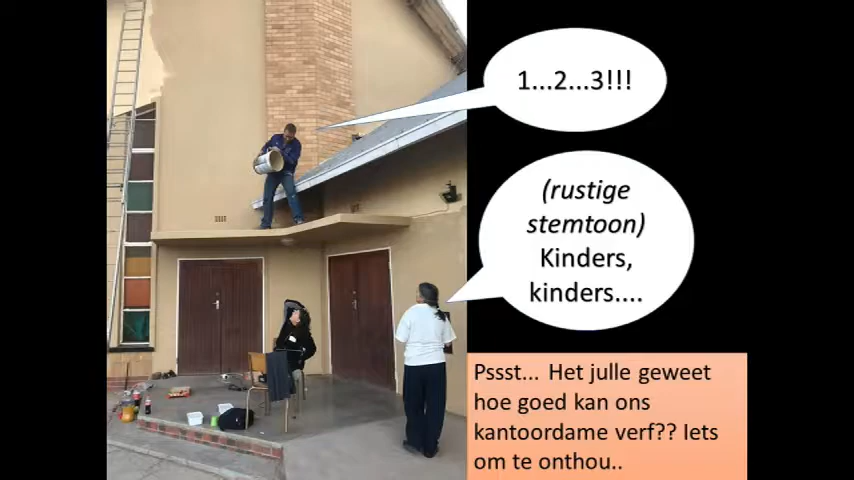 1...2...3!!!
(rustige
stemtoon)
Kinders,
kinders....
Pssst... Het julle geweet
hoe goed kan ons
kantoordame verf?? Iets
om te onthou..